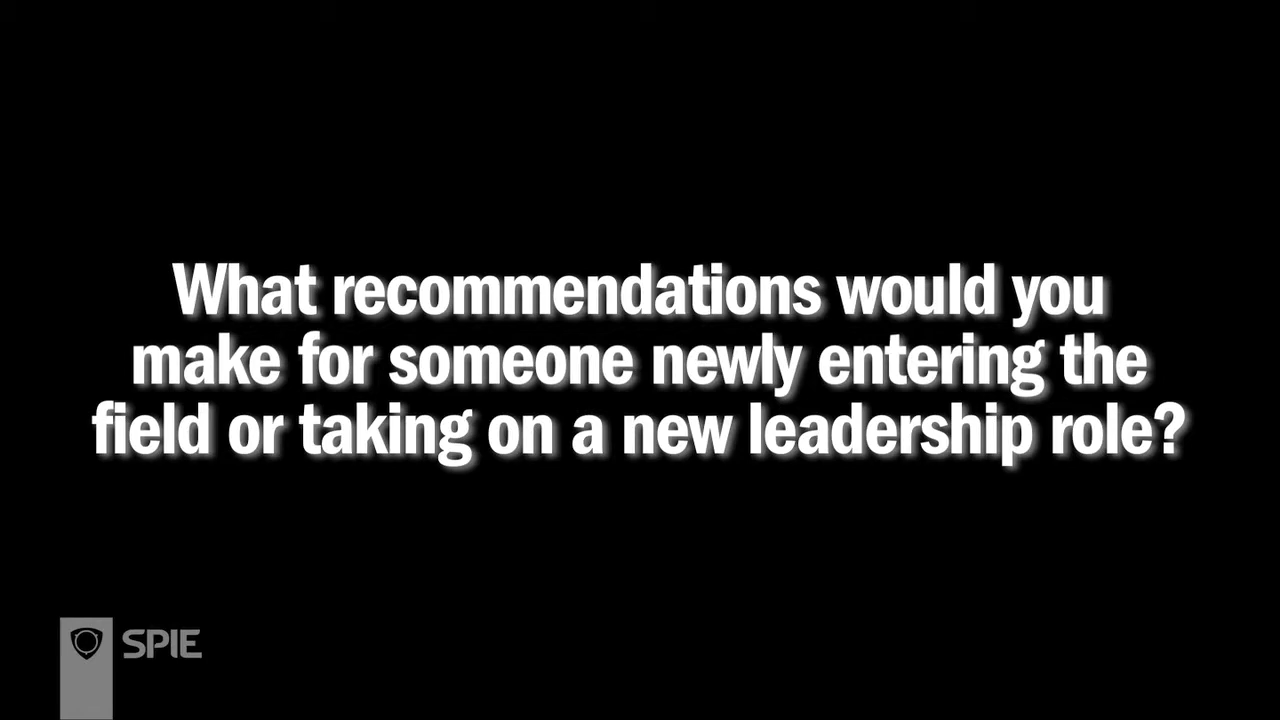 What recommendations would you
make for someone newly entering the
field or taking on a new leadership role?
SPIE